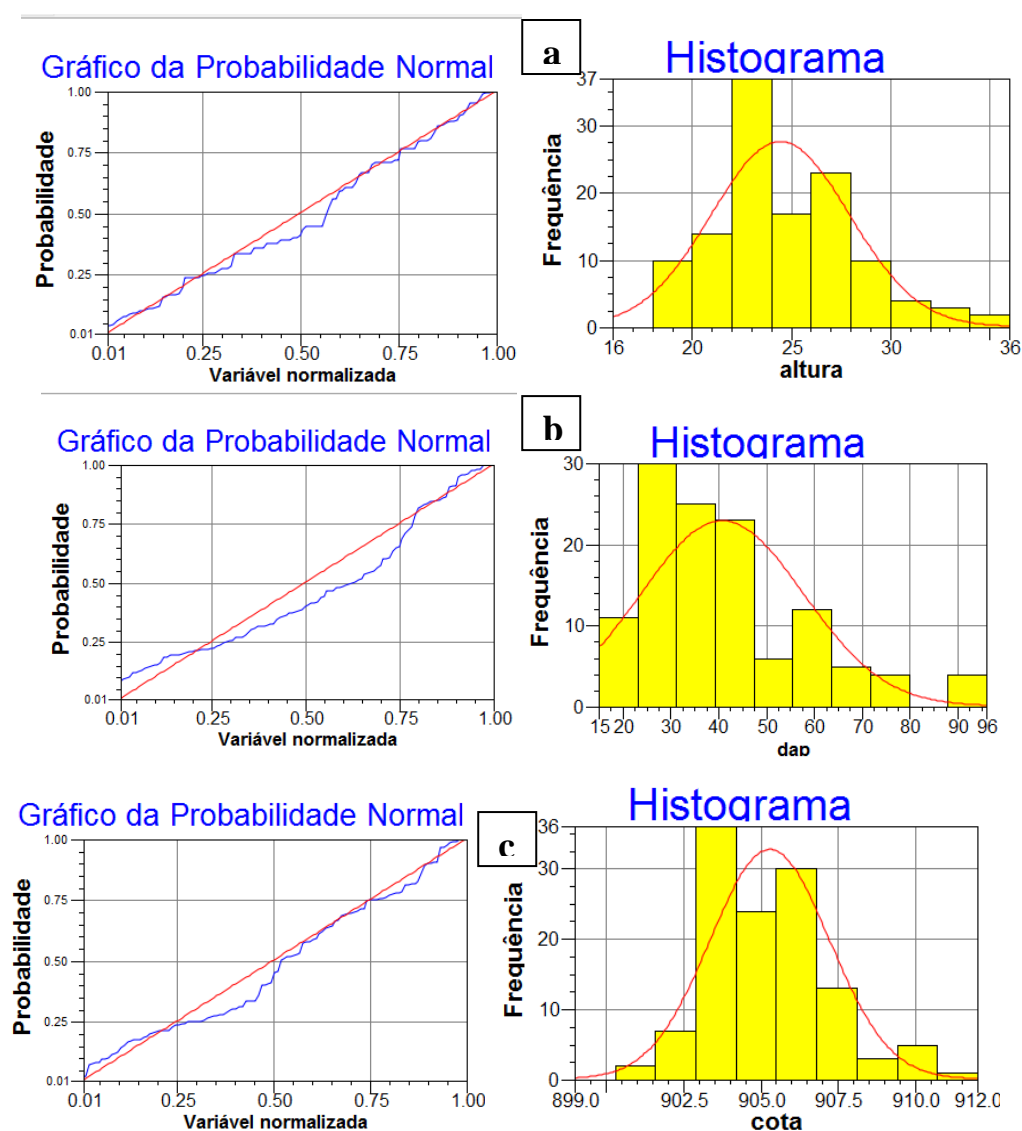 a
Gráfico da Probabilidade Normal
Histograma
Probabilidade
1.00
0.75
0.50
0.25
0.01
0.01 0.25 0.50 0.75 1.00
Variável normalizada
Frequência
37
30
20
10
0
16 20 25 30 36
altura
b
Gráfico da Probabilidade Normal
Histograma
Probabilidade
1.00
0.75
0.50
0.25
0.01
0.01 0.25 0.50 0.75 1.00
Variável normalizada
Frequência
30
20
10
0
15 20 30 40 50 60 70 80 90 96
dap
c
Gráfico da Probabilidade Normal
Histograma
Probabilidade
1.00
0.75
0.50
0.25
0.01
0.01 0.25 0.50 0.75 1.00
Variável normalizada
Frequência
36
30
20
10
0
899.0 902.5 905.0 907.5 910.0 912.0
cota